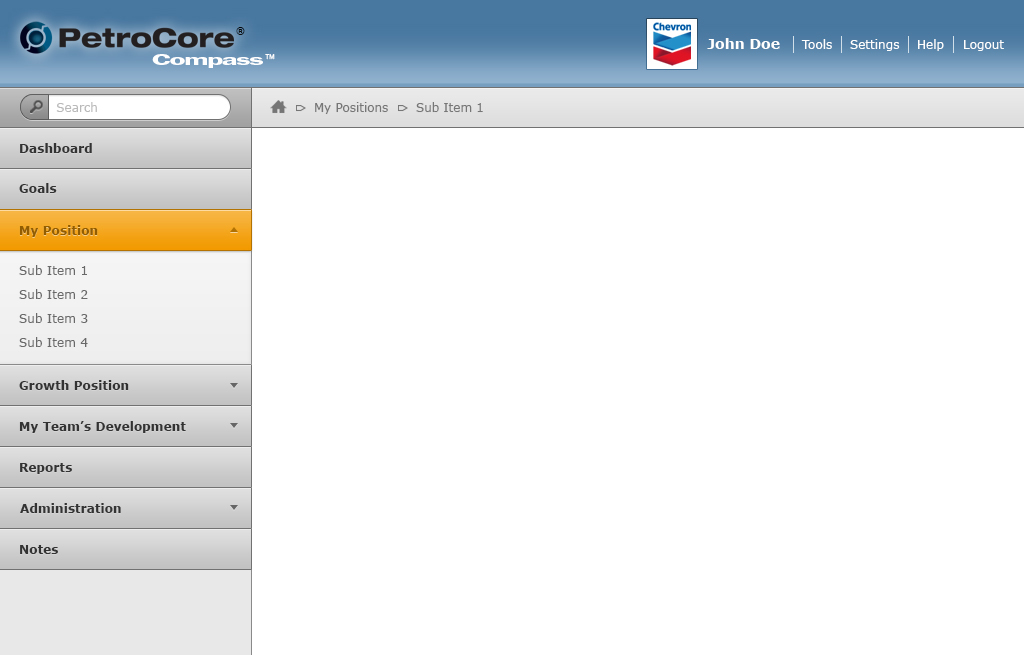 PetroCore®
Compass™
Chevron
John Doe
Tools
Settings
Help
Logout
Search
My Positions
Sub Item 1
Dashboard
Goals
My Position
Sub Item 1
Sub Item 2
Sub Item 3
Sub Item 4
Growth Position
My Team’s Development
Reports
Administration
Notes